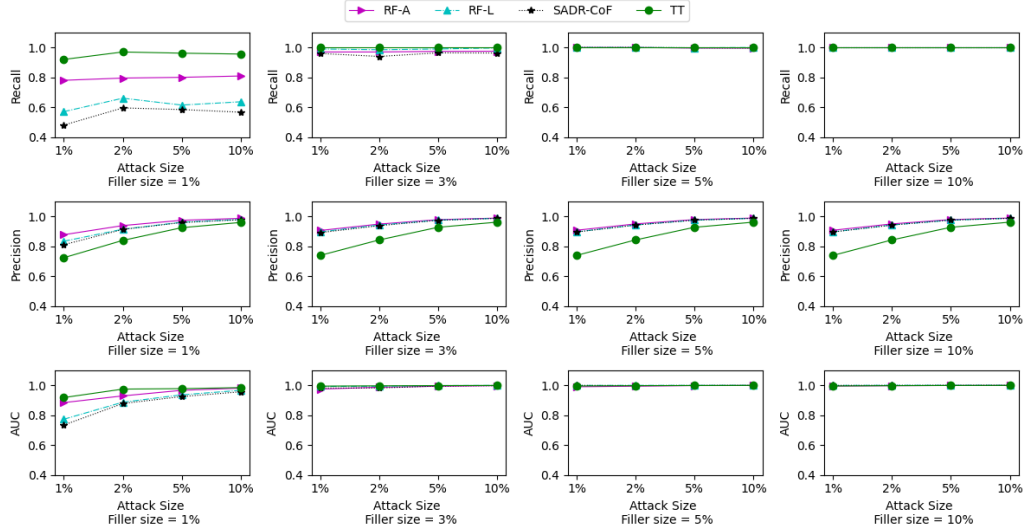 RF-A RF-L SADR-CoF TT
1.0 0.8 0.6 0.4
Recall
1% 2% 5% 10%
Attack Size
Filler size = 1%
1.0 0.8 0.6 0.4
Recall
1% 2% 5% 10%
Attack Size
Filler size = 3%
1.0 0.8 0.6 0.4
Recall
1% 2% 5% 10%
Attack Size
Filler size = 5%
1.0 0.8 0.6 0.4
Recall
1% 2% 5% 10%
Attack Size
Filler size = 10%
1.0 0.8 0.6 0.4
Precision
1% 2% 5% 10%
Attack Size
Filler size = 1%
1.0 0.8 0.6 0.4
Precision
1% 2% 5% 10%
Attack Size
Filler size = 3%
1.0 0.8 0.6 0.4
Precision
1% 2% 5% 10%
Attack Size
Filler size = 5%
1.0 0.8 0.6 0.4
Precision
1% 2% 5% 10%
Attack Size
Filler size = 10%
1.0 0.8 0.6 0.4
AUC
1% 2% 5% 10%
Attack Size
Filler size = 1%
1.0 0.8 0.6 0.4
AUC
1% 2% 5% 10%
Attack Size
Filler size = 3%
1.0 0.8 0.6 0.4
AUC
1% 2% 5% 10%
Attack Size
Filler size = 5%
1.0 0.8 0.6 0.4
AUC
1% 2% 5% 10%
Attack Size
Filler size = 10%